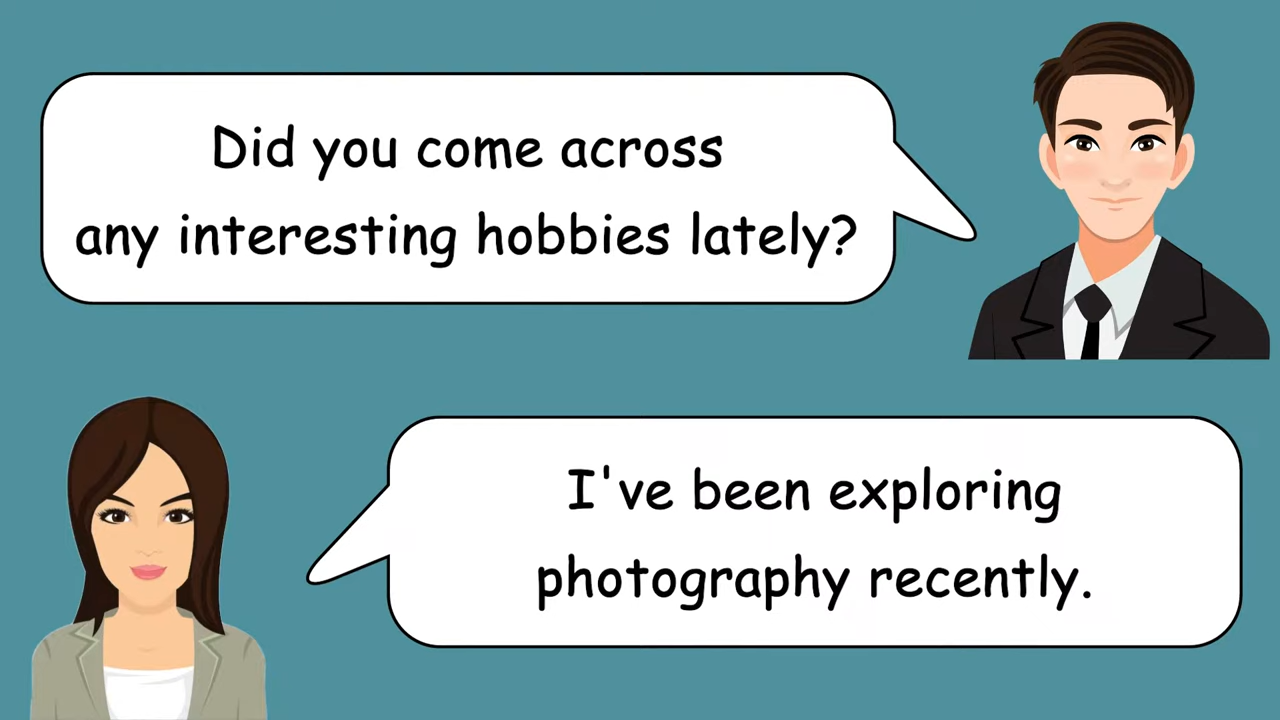 Did you come across
any interesting hobbies lately?
I've been exploring
photography recently.